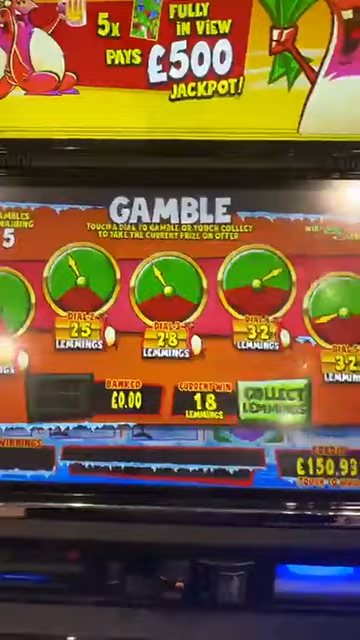 5x
FULLY
IN VIEW
PAYS £500
JACKPOT!
GAMBLE
TOUCH A DIAL TO GAMBLE OR TOUCH COLLECT
TO TAKE THE CURRENT PRIZE ON OFFER
5
DIAL 2
25
LEMMINGS
DIAL 3
28
LEMMINGS
32
LEMMINGS
32
BANKED
£0.00
CURRENT WIN
18
LEMMINGS
COLLECT
LEMMINGS
WINNINGS
£150.93